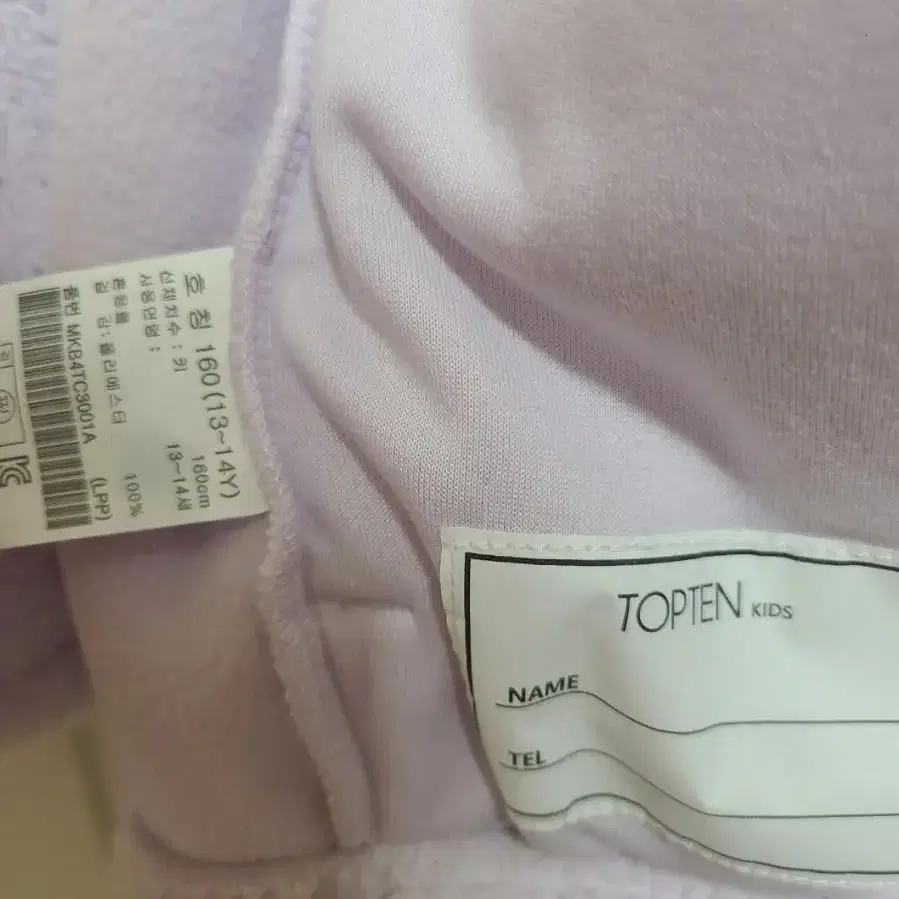 호 칭 160(13~14Y)
신체치수 : 키 160cm
사용연령 : 13~14세
혼용률
겉 감 : 폴리에스터 100%
품번 MKB4TC3001A (LPP)
TOPTEN KIDS
NAME
TEL